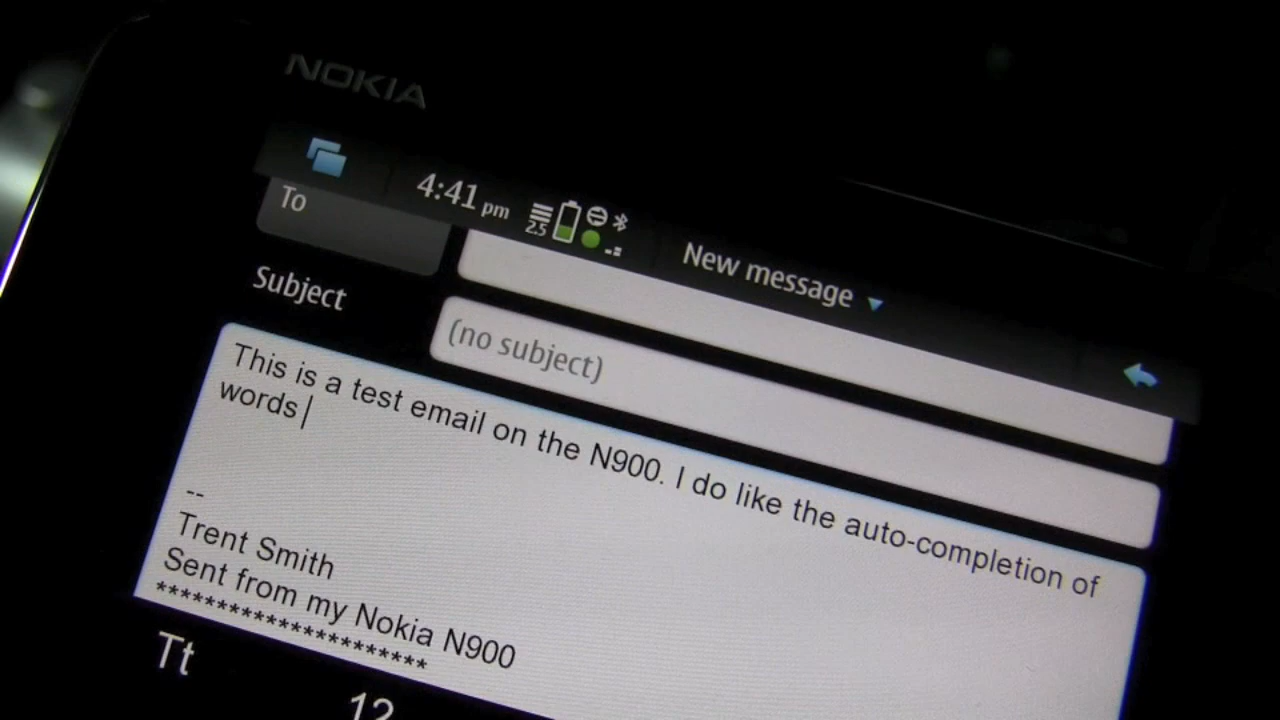 NOKIA
4:41 pm
2.5
New message
To
Subject
(no subject)
This is a test email on the N900. I do like the auto-completion of
words
--
Trent Smith
Sent from my Nokia N900
**********************
Tt
12